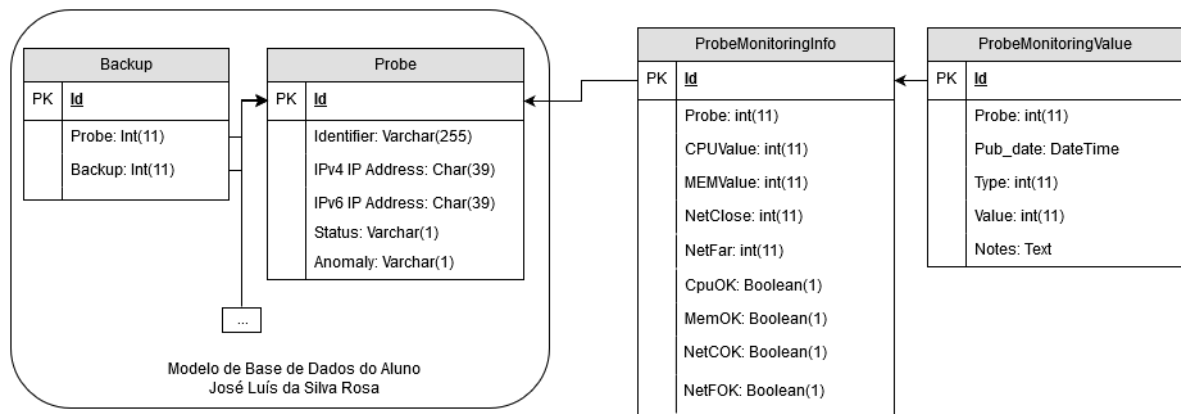 Backup
PK Id
Probe: Int(11)
Backup: Int(11)
Probe
PK Id
Identifier: Varchar(255)
IPv4 IP Address: Char(39)
IPv6 IP Address: Char(39)
Status: Varchar(1)
Anomaly: Varchar(1)
...
Modelo de Base de Dados do Aluno
José Luís da Silva Rosa
ProbeMonitoringInfo
PK Id
Probe: int(11)
CPUValue: int(11)
MEMValue: int(11)
NetClose: int(11)
NetFar: int(11)
CpuOK: Boolean(1)
MemOK: Boolean(1)
NetCOK: Boolean(1)
NetFOK: Boolean(1)
ProbeMonitoringValue
PK Id
Probe: int(11)
Pub_date: DateTime
Type: int(11)
Value: int(11)
Notes: Text